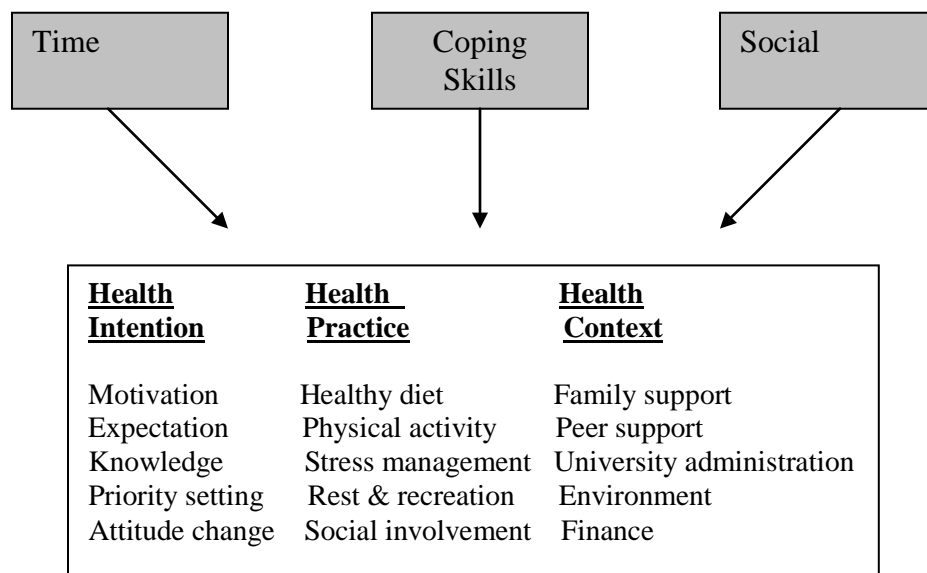 Time
Coping
Skills
Social
Health Health Health
Intention Practice Context
Motivation Healthy diet Family support
Expectation Physical activity Peer support
Knowledge Stress management University administration
Priority setting Rest & recreation Environment
Attitude change Social involvement Finance